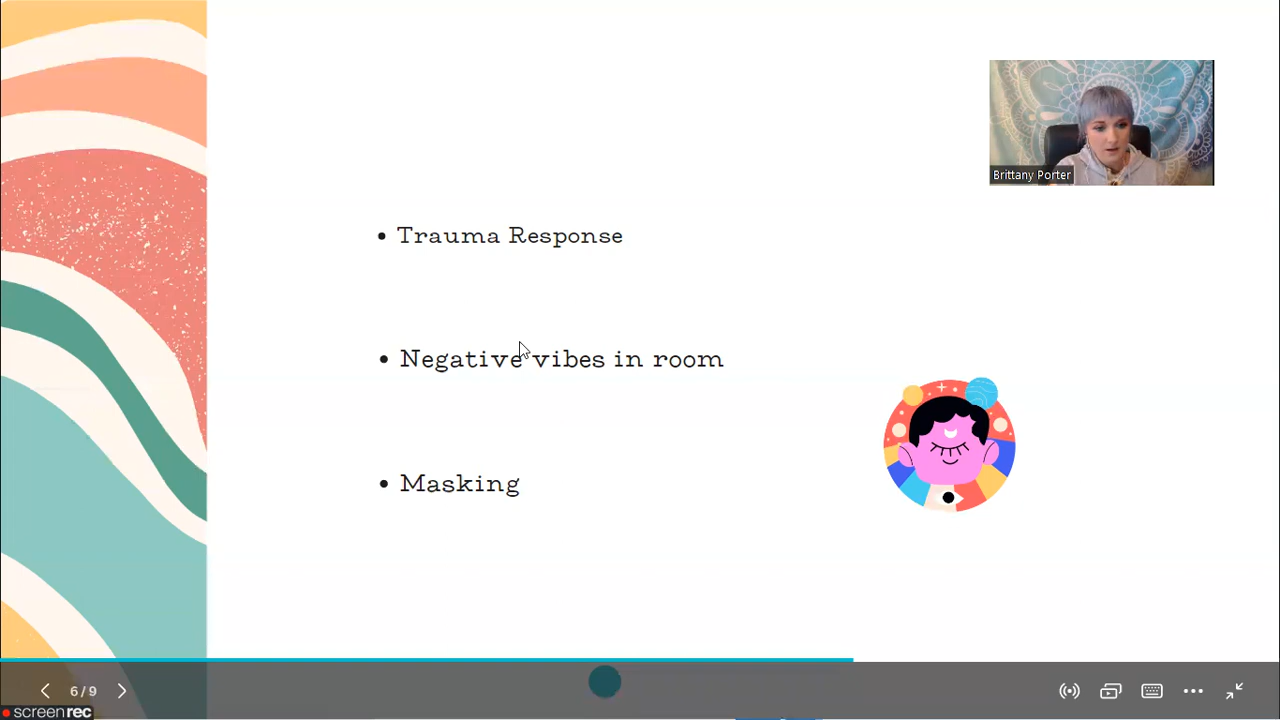 Brittany Porter
• Trauma Response
• Negative vibes in room
• Masking
6/9
screenrec